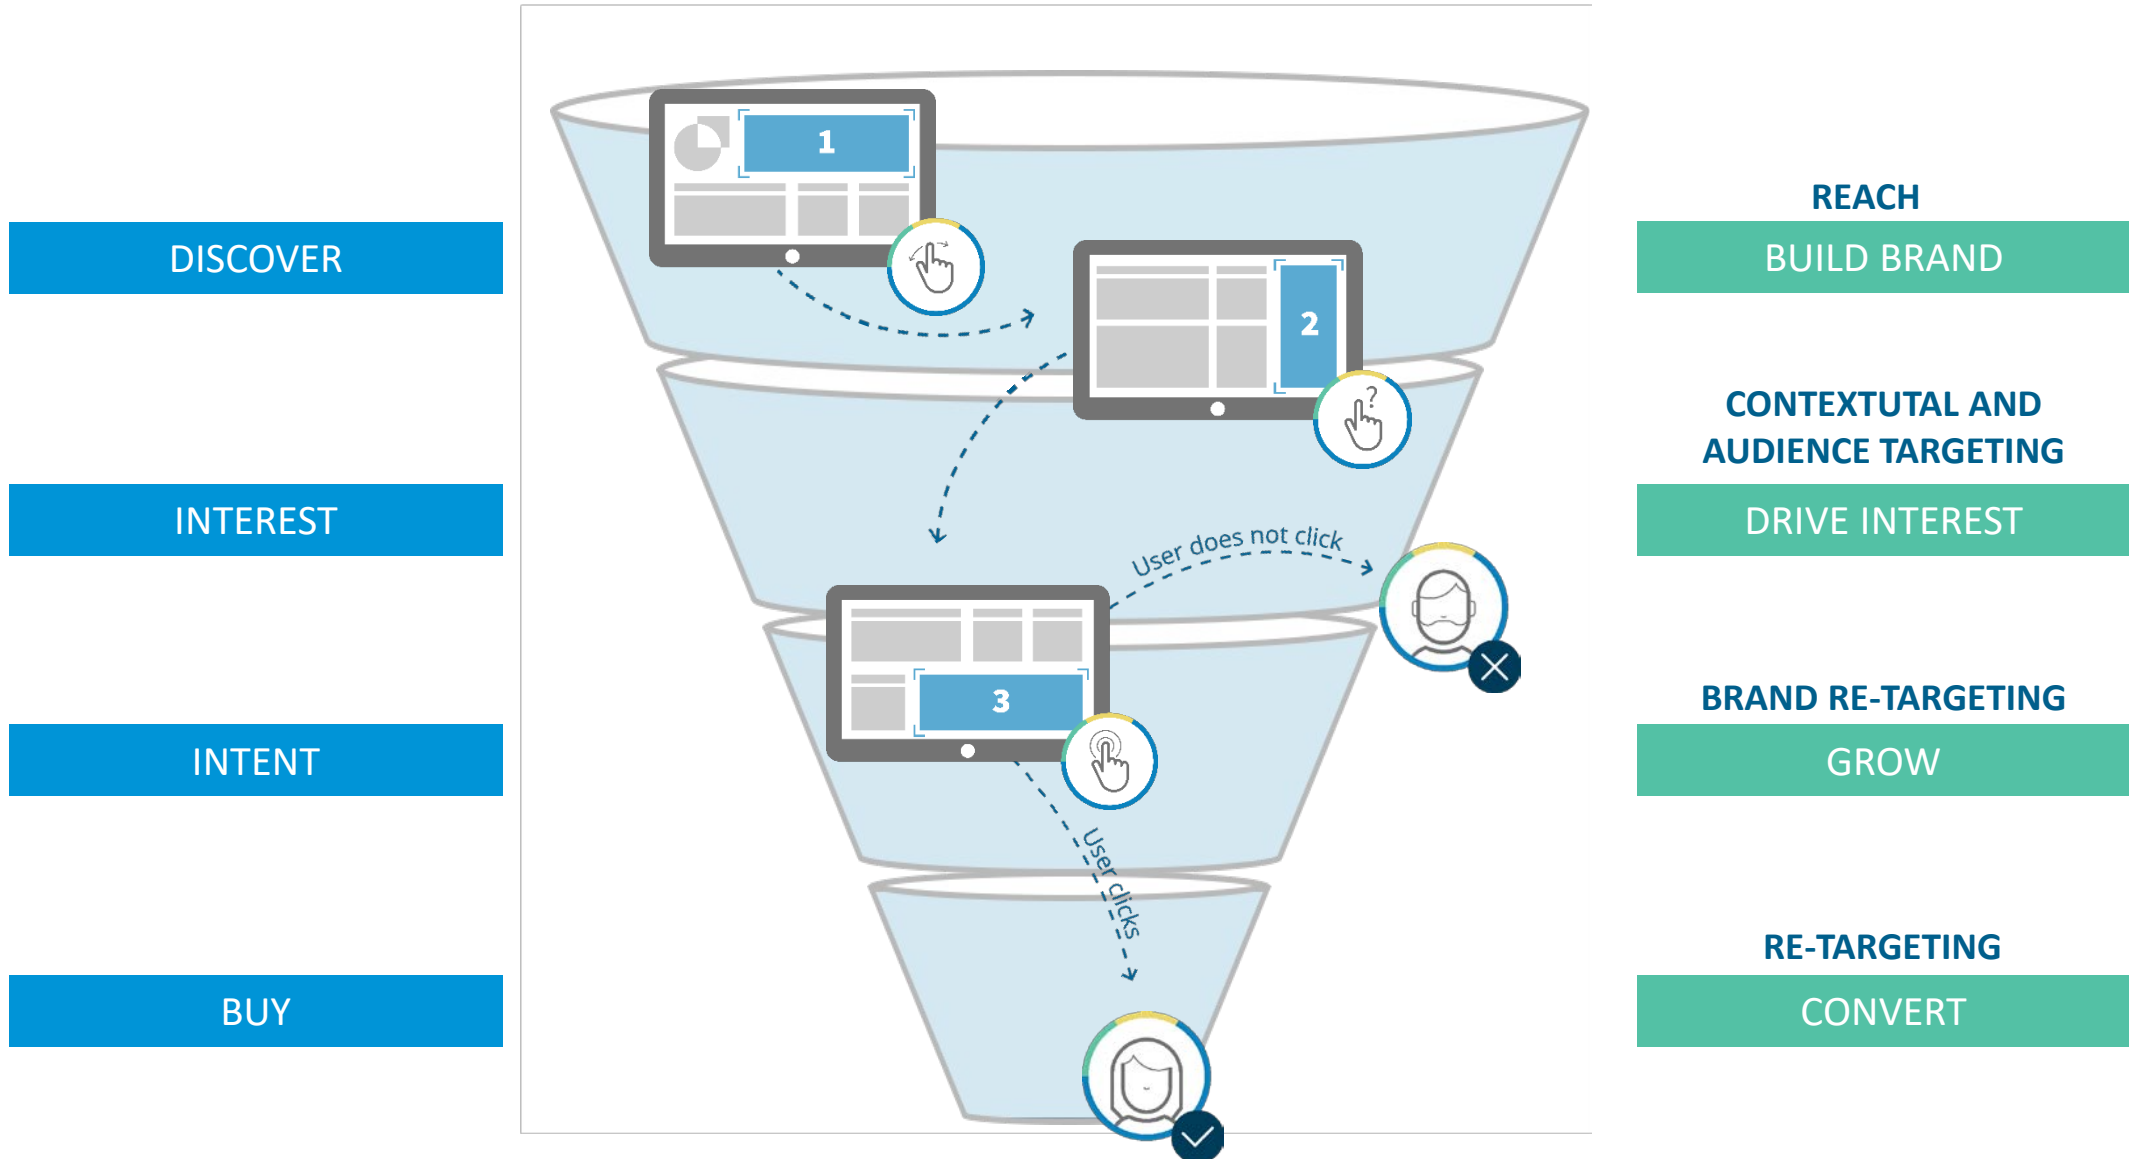 1
REACH
DISCOVER
BUILD BRAND
2
?
CONTEXTUTAL AND
AUDIENCE TARGETING
INTEREST
DRIVE INTEREST
User does not click
3
BRAND RE-TARGETING
INTENT
GROW
User clicks
RE-TARGETING
BUY
CONVERT